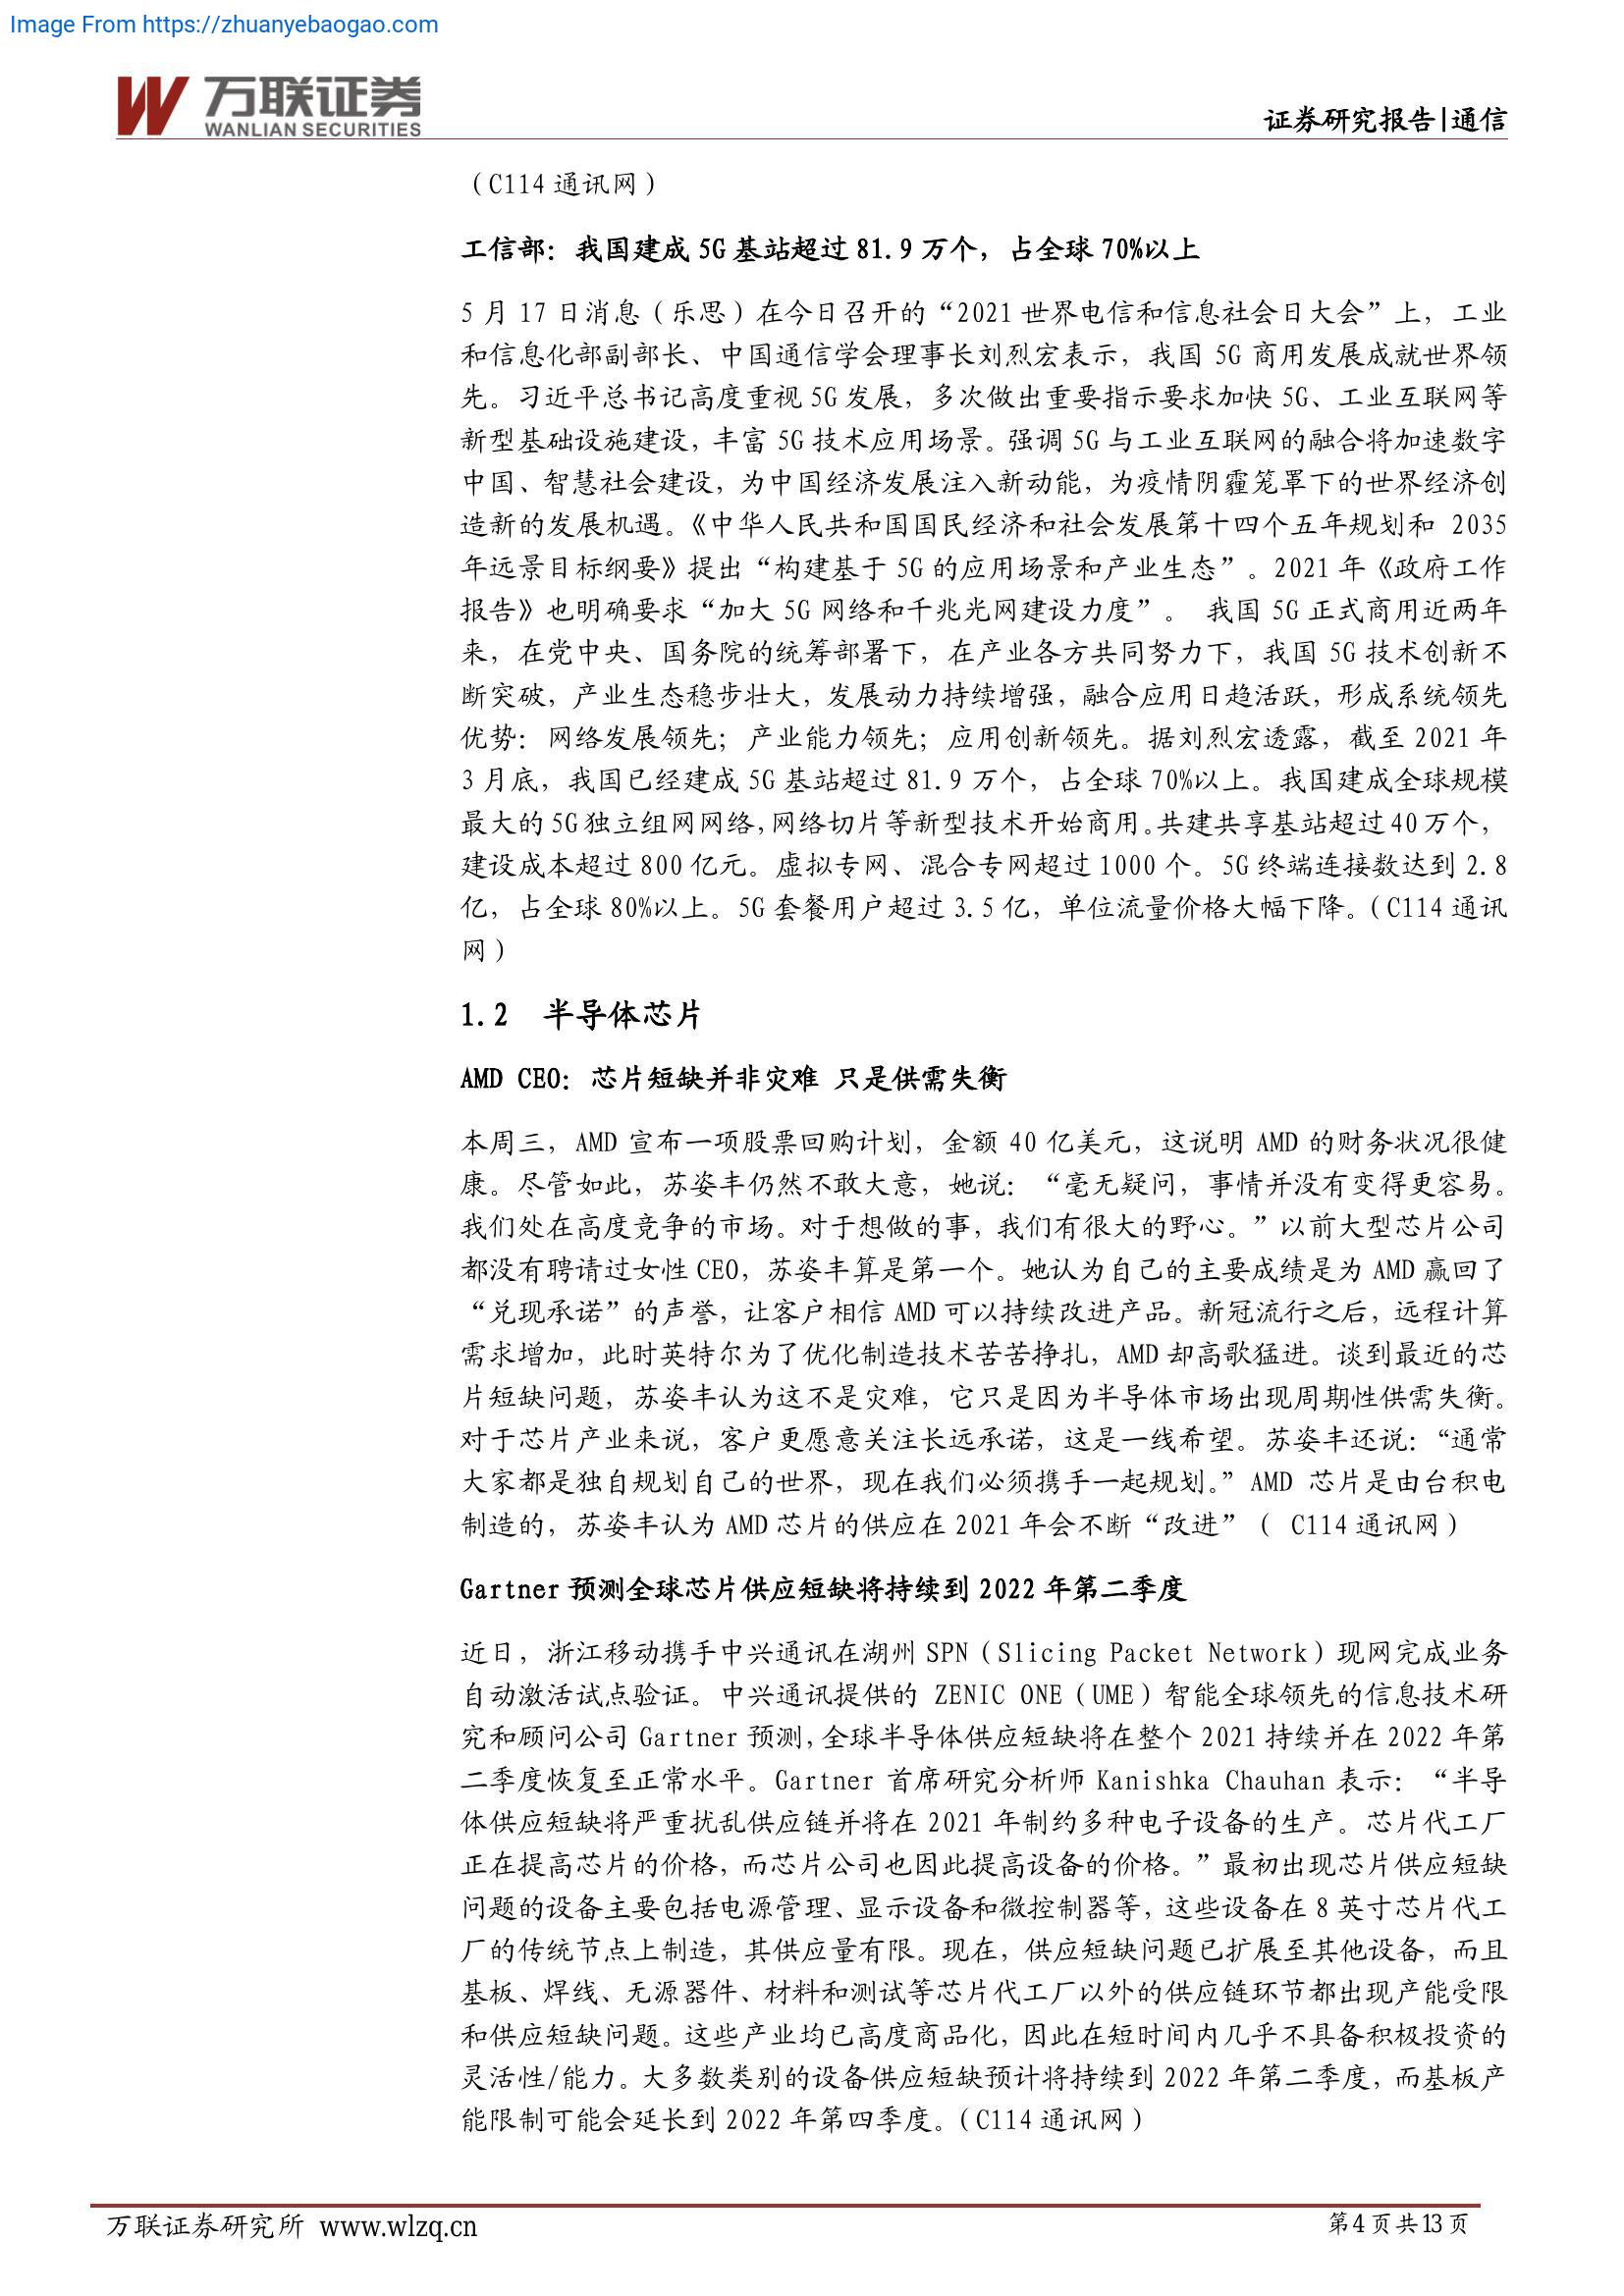 Image From https://zhuanyebaogao.com
万联证券
WANLIAN SECURITIES
证券研究报告|通信
（C114 通讯网）
工信部：我国建成 5G 基站超过 81.9 万个，占全球 70%以上
5 月 17 日消息（乐思）在今日召开的“2021 世界电信和信息社会日大会”上，工业
和信息化部副部长、中国通信学会理事长刘烈宏表示，我国 5G 商用发展成就世界领
先。习近平总书记高度重视 5G 发展，多次做出重要指示要求加快 5G、工业互联网等
新型基础设施建设，丰富 5G 技术应用场景。强调 5G 与工业互联网的融合将加速数字
中国、智慧社会建设，为中国经济发展注入新动能，为疫情阴霾笼罩下的世界经济创
造新的发展机遇。《中华人民共和国国民经济和社会发展第十四个五年规划和 2035
年远景目标纲要》提出“构建基于 5G 的应用场景和产业生态”。2021 年《政府工作
报告》也明确要求“加大 5G 网络和千兆光网建设力度”。 我国 5G 正式商用近两年
来，在党中央、国务院的统筹部署下，在产业各方共同努力下，我国 5G 技术创新不
断突破，产业生态稳步壮大，发展动力持续增强，融合应用日趋活跃，形成系统领先
优势：网络发展领先；产业能力领先；应用创新领先。据刘烈宏透露，截至 2021 年
3 月底，我国已经建成 5G 基站超过 81.9 万个，占全球 70%以上。我国建成全球规模
最大的 5G 独立组网网络，网络切片等新型技术开始商用。共建共享基站超过 40 万个，
建设成本超过 800 亿元。虚拟专网、混合专网超过 1000 个。5G 终端连接数达到 2.8
亿，占全球 80%以上。5G 套餐用户超过 3.5 亿，单位流量价格大幅下降。（C114 通讯
网）
1.2 半导体芯片
AMD CEO：芯片短缺并非灾难 只是供需失衡
本周三，AMD 宣布一项股票回购计划，金额 40 亿美元，这说明 AMD 的财务状况很健
康。尽管如此，苏姿丰仍然不敢大意，她说：“毫无疑问，事情并没有变得更容易。
我们处在高度竞争的市场。对于想做的事，我们有很大的野心。”以前大型芯片公司
都没有聘请过女性 CEO，苏姿丰算是第一个。她认为自己的主要成绩是为 AMD 赢回了
“兑现承诺”的声誉，让客户相信 AMD 可以持续改进产品。新冠流行之后，远程计算
需求增加，此时英特尔为了优化制造技术苦苦挣扎，AMD 却高歌猛进。谈到最近的芯
片短缺问题，苏姿丰认为这不是灾难，它只是因为半导体市场出现周期性供需失衡。
对于芯片产业来说，客户更愿意关注长远承诺，这是一线希望。苏姿丰还说：“通常
大家都是独自规划自己的世界，现在我们必须携手一起规划。”AMD 芯片是由台积电
制造的，苏姿丰认为 AMD 芯片的供应在 2021 年会不断“改进”（ C114 通讯网）
Gartner 预测全球芯片供应短缺将持续到 2022 年第二季度
近日，浙江移动携手中兴通讯在湖州 SPN（Slicing Packet Network）现网完成业务
自动激活试点验证。中兴通讯提供的 ZENIC ONE（UME）智能全球领先的信息技术研
究和顾问公司 Gartner 预测，全球半导体供应短缺将在整个 2021 持续并在 2022 年第
二季度恢复至正常水平。Gartner 首席研究分析师 Kanishka Chauhan 表示：“半导
体供应短缺将严重扰乱供应链并将在 2021 年制约多种电子设备的生产。芯片代工厂
正在提高芯片的价格，而芯片公司也因此提高设备的价格。”最初出现芯片供应短缺
问题的设备主要包括电源管理、显示设备和微控制器等，这些设备在 8 英寸芯片代工
厂的传统节点上制造，其供应量有限。现在，供应短缺问题已扩展至其他设备，而且
基板、焊线、无源器件、材料和测试等芯片代工厂以外的供应链环节都出现产能受限
和供应短缺问题。这些产业均已高度商品化，因此在短时间内几乎不具备积极投资的
灵活性/能力。大多数类别的设备供应短缺预计将持续到 2022 年第二季度，而基板产
能限制可能会延长到 2022 年第四季度。（C114 通讯网）
万联证券研究所 www.wlzq.cn
第 4 页 共 13 页